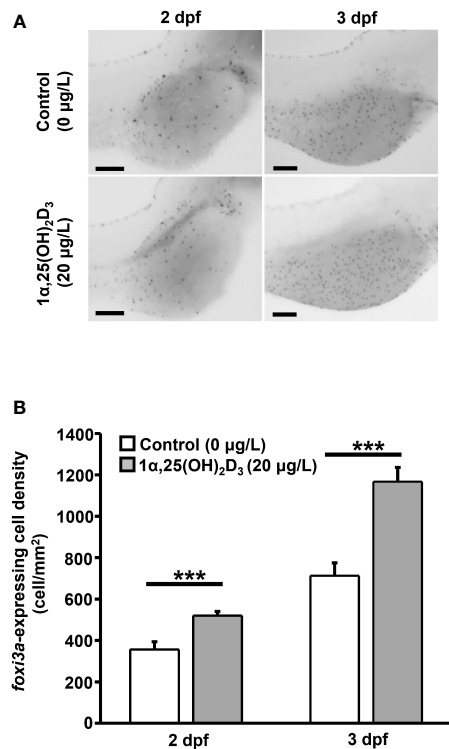 A
2 dpf
3 dpf
Control
(0 µg/L)
1α,25(OH)₂D₃
(20 µg/L)
B
Control (0 µg/L)
1α,25(OH)₂D₃ (20 µg/L)
***
***
foxi3a-expressing cell density
(cell/mm²)
1400
1200
1000
800
600
400
200
0
2 dpf
3 dpf